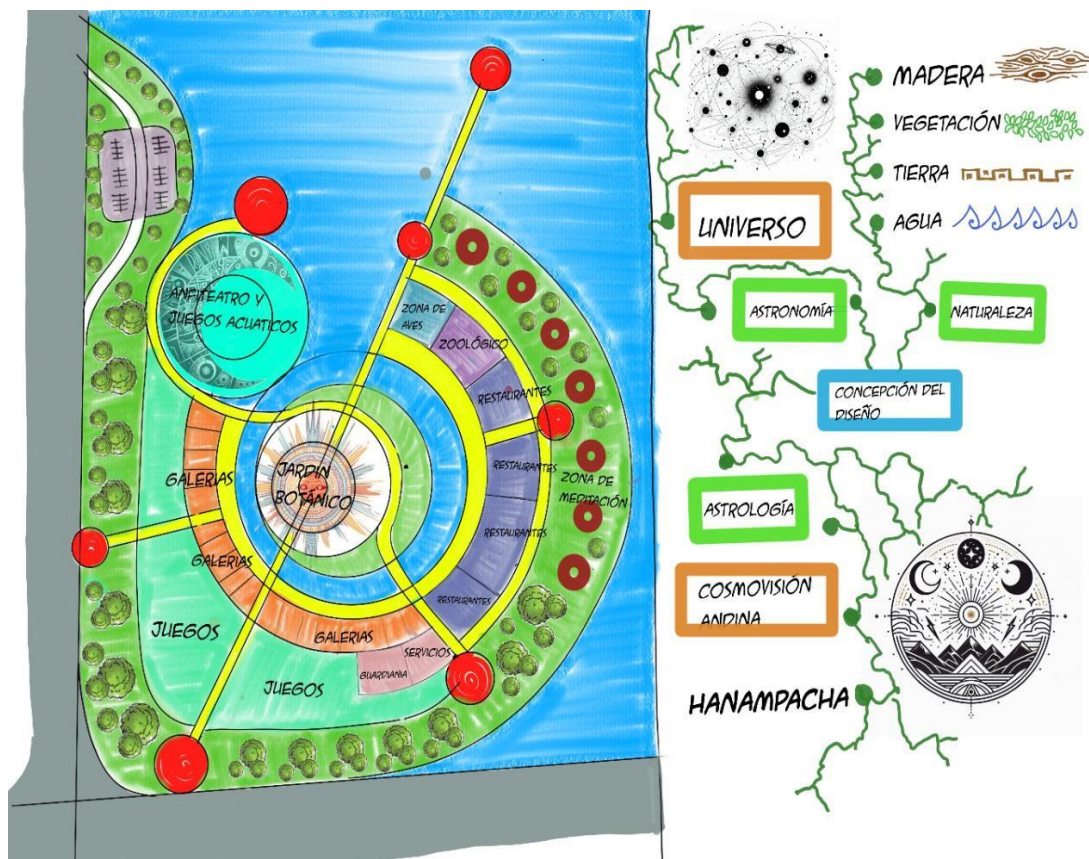 ANFITEATRO Y
JUEGOS ACUATICOS
ZONA DE
AVES
ZOOLÓGICO
RESTAURANTES
RESTAURANTES
RESTAURANTES
RESTAURANTES
ZONA DE
MEDITACIÓN
JARDIN
BOTANICO
GALERIAS
GALERIAS
GALERIAS
SERVICIOS
GUARDIANIA
JUEGOS
JUEGOS
MADERA
VEGETACIÓN
TIERRA
AGUA
UNIVERSO
ASTRONOMÍA
NATURALEZA
CONCEPCIÓN DEL
DISEÑO
ASTROLOGÍA
COSMOVISIÓN
ANDINA
HANAMPACHA